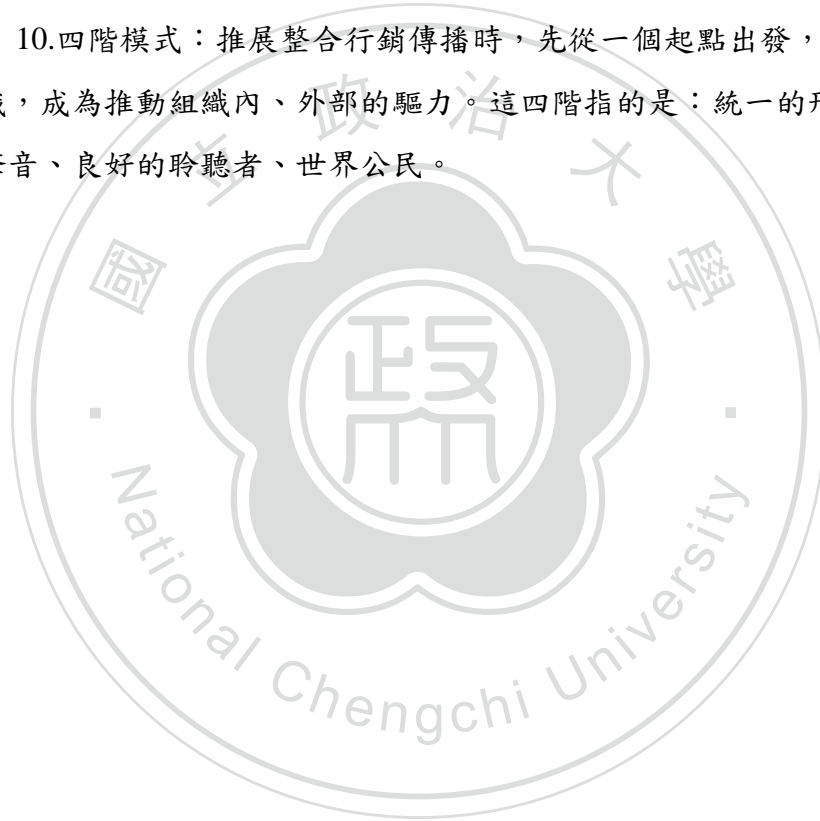 10.四階模式：推展整合行銷傳播時，先從一個起點出發，
，成為推動組織內、外部的驅力。這四階指的是：統一的
音、良好的聆聽者、世界公民。
國立政治大學
政
National Chengchi University